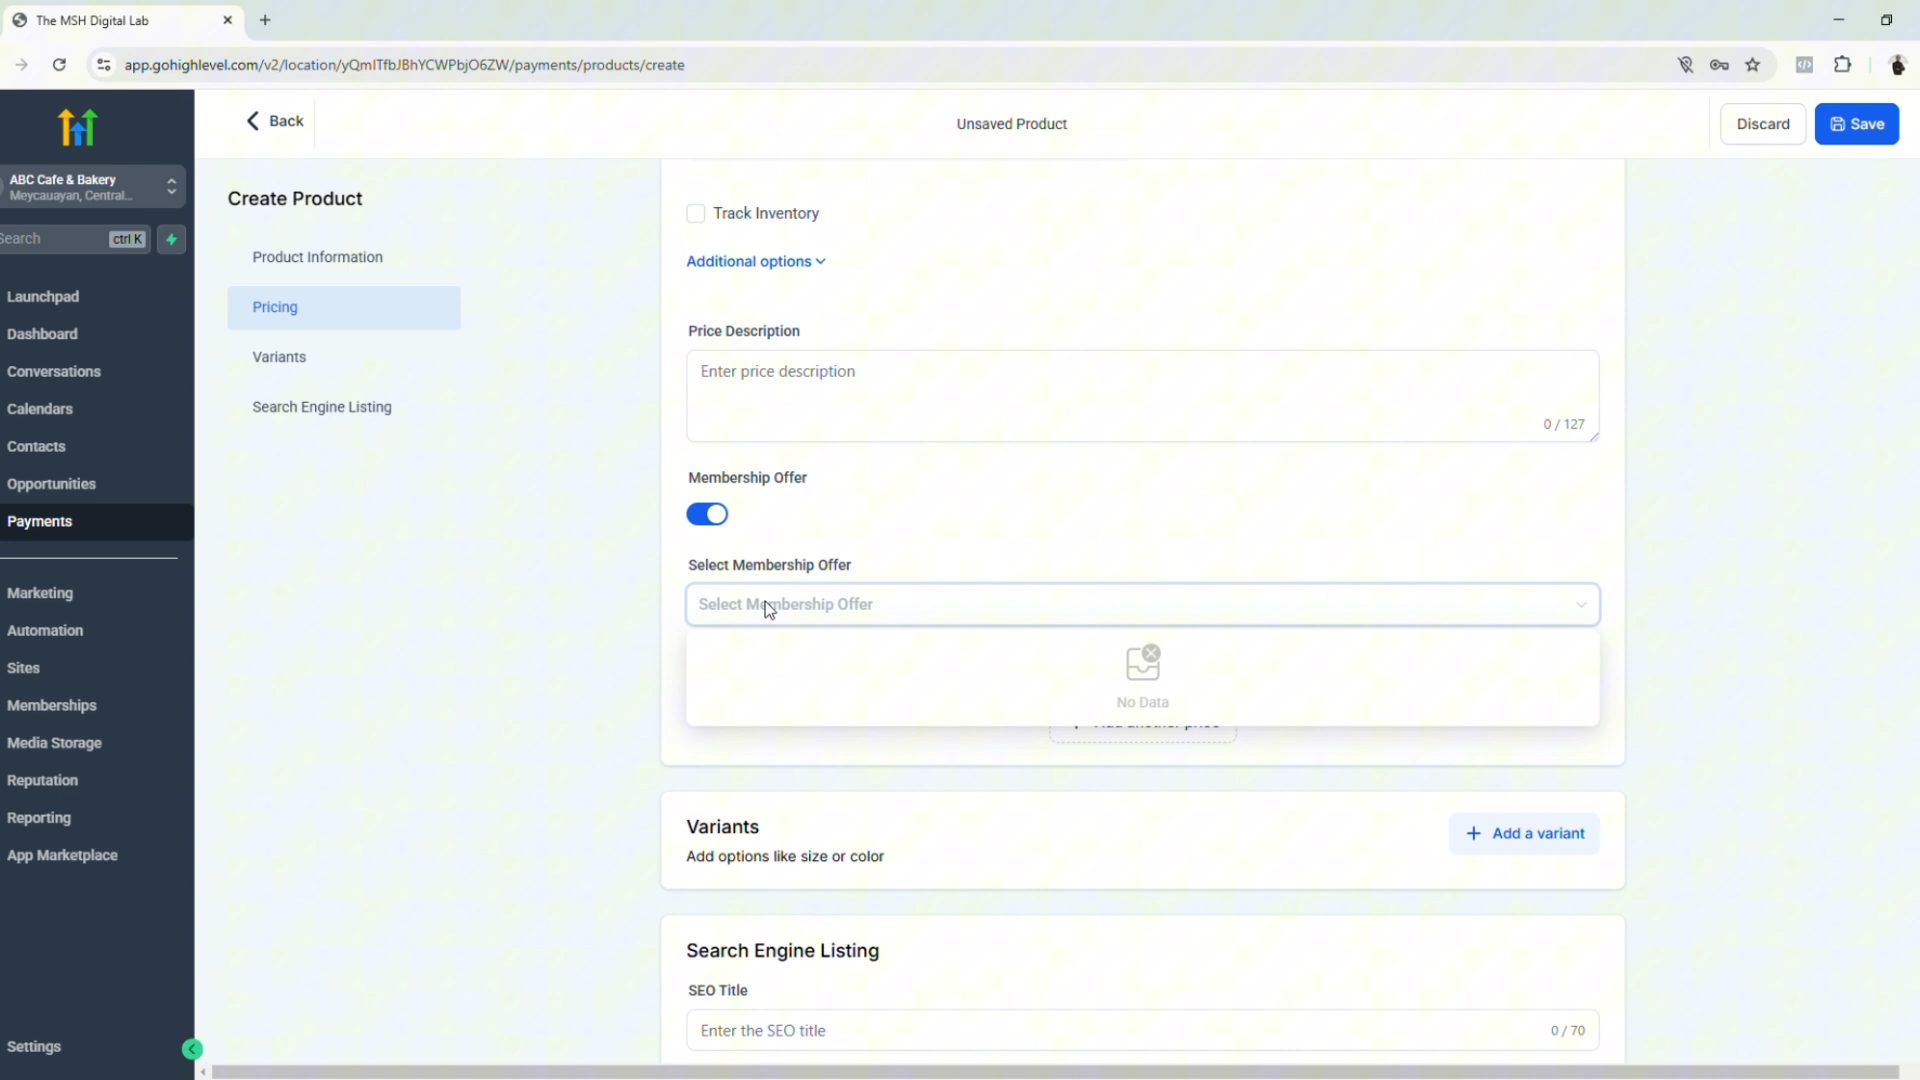 The MSH Digital Lab
app.gohighlevel.com/v2/location/yQmlTfbJBhYCWPbjO6ZW/payments/products/create
Back
Unsaved Product
Discard
Save
ABC Cafe & Bakery
Meycauayan, Central...
Search
ctrl K
Launchpad
Dashboard
Conversations
Calendars
Contacts
Opportunities
Payments
Marketing
Automation
Sites
Memberships
Media Storage
Reputation
Reporting
App Marketplace
Settings
Create Product
Product Information
Pricing
Variants
Search Engine Listing
Track Inventory
Additional options
Price Description
Enter price description
0 / 127
Membership Offer
Select Membership Offer
Select Membership Offer
No Data
Add another price
Variants
Add options like size or color
Add a variant
Search Engine Listing
SEO Title
Enter the SEO title
0 / 70